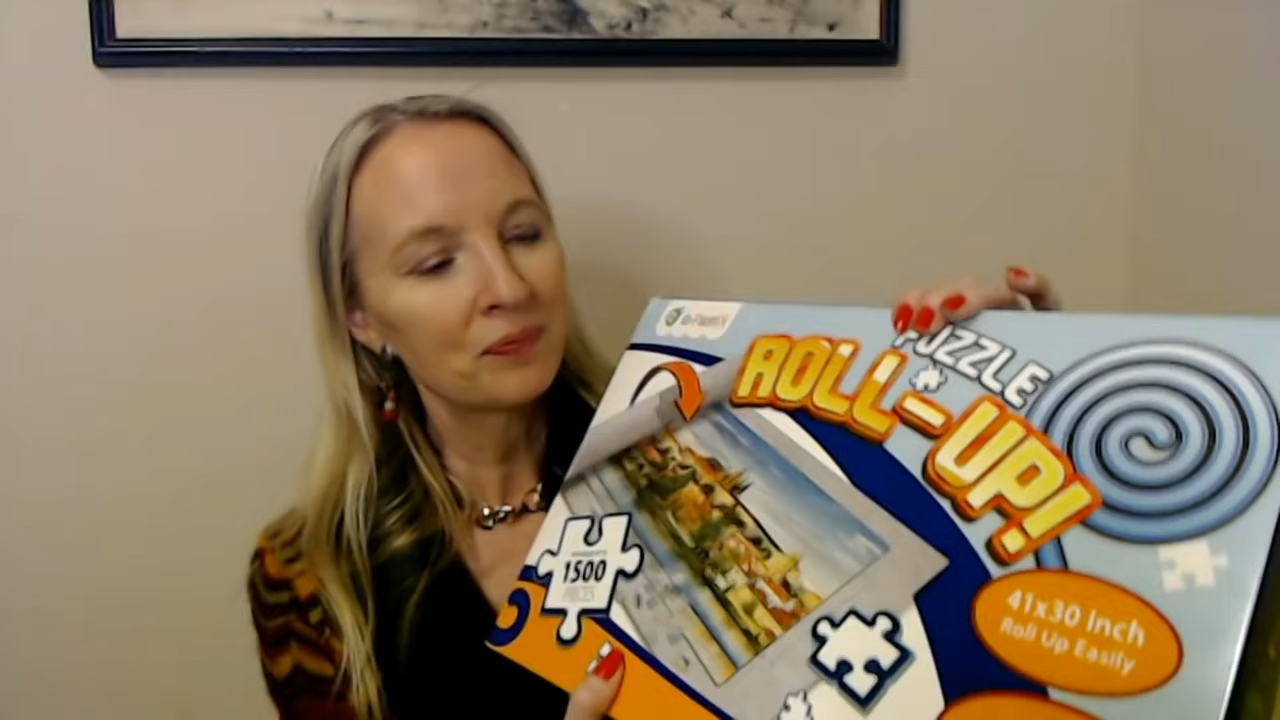 PUZZLE
ROLL-UP!
1500
PIECES
41x30 Inch
Roll Up Easily